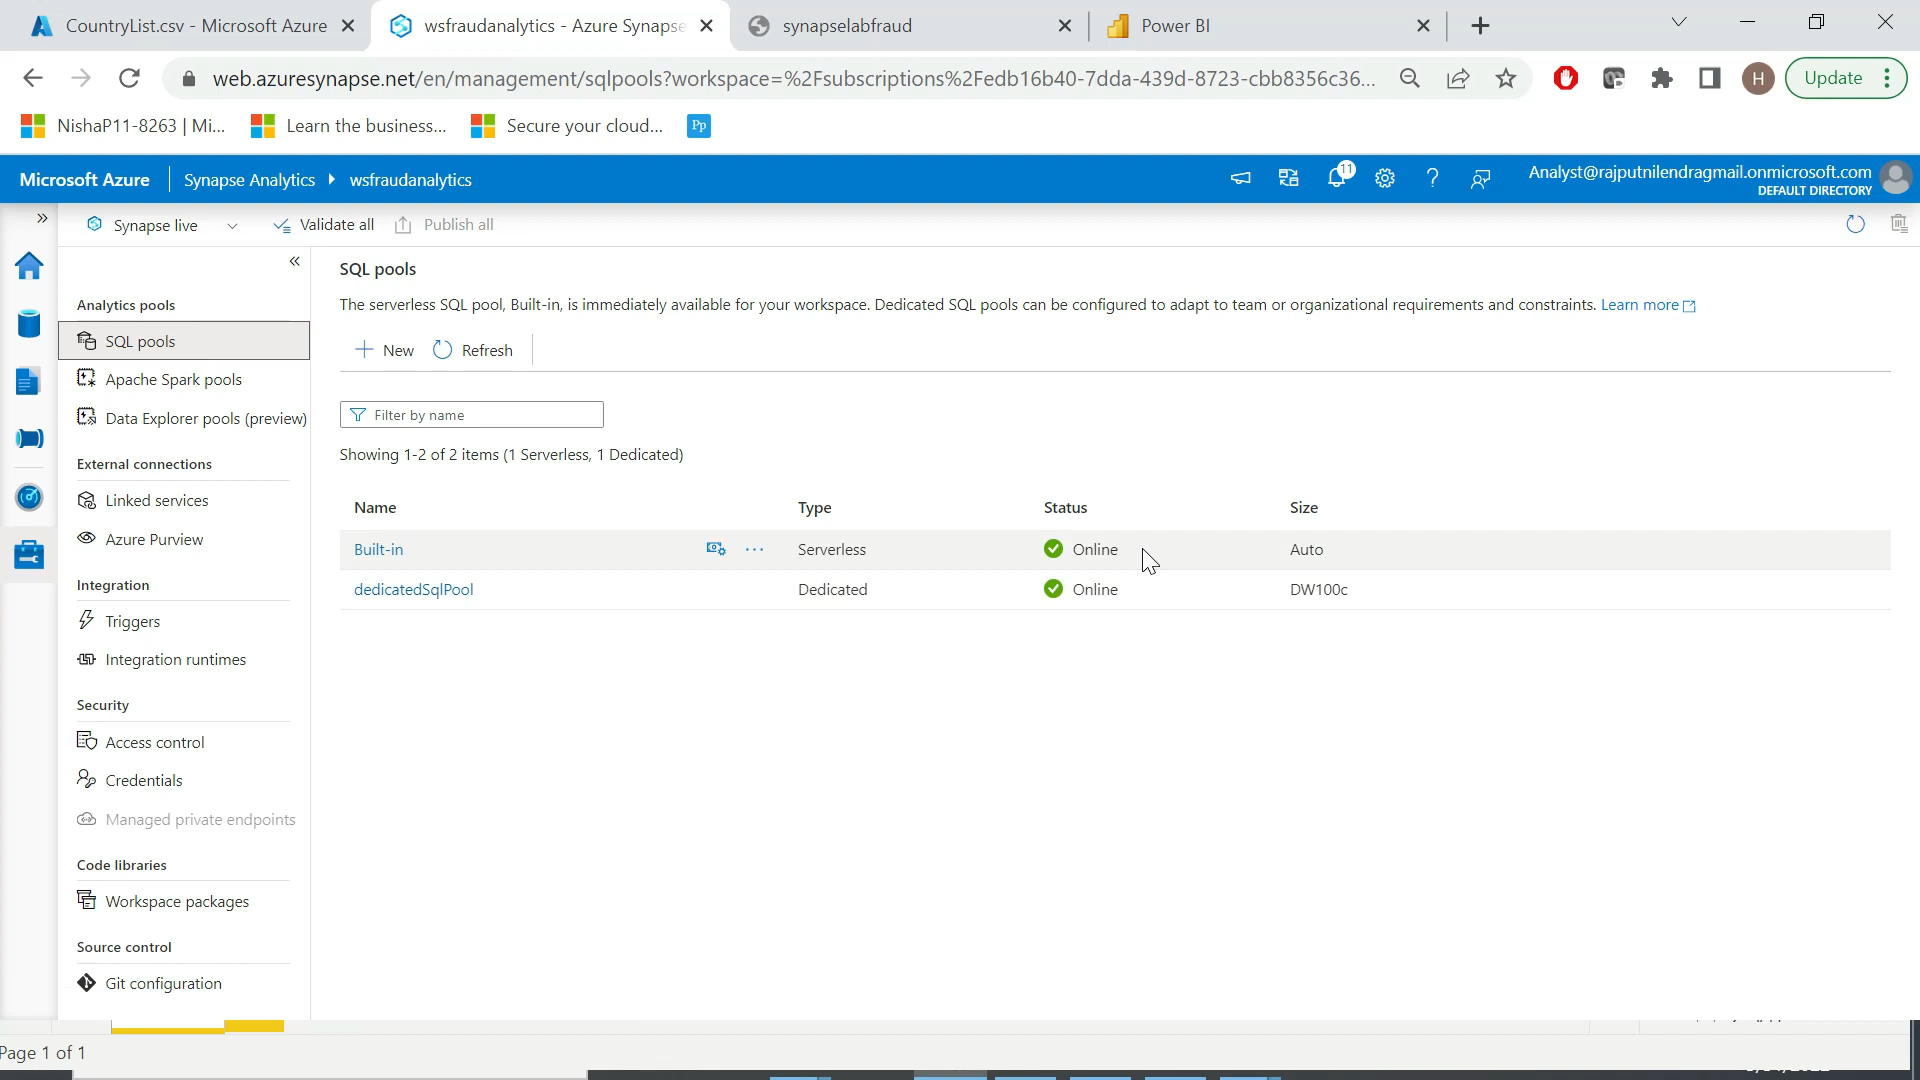 CountryList.csv - Microsoft Azure
wsfraudanalytics - Azure Synapse
synapselabfraud
Power BI
web.azuresynapse.net/en/management/sqlpools?workspace=%2Fsubscriptions%2Fedb16b40-7dda-439d-8723-cbb8356c36...
H
Update
NishaP11-8263 | Mi...
Learn the business...
Secure your cloud...
Pp
Microsoft Azure
Synapse Analytics
wsfraudanalytics
11
Analyst@rajputnilendragmail.onmicrosoft.com
DEFAULT DIRECTORY
Synapse live
Validate all
Publish all
Analytics pools
SQL pools
Apache Spark pools
Data Explorer pools (preview)
External connections
Linked services
Azure Purview
Integration
Triggers
Integration runtimes
Security
Access control
Credentials
Managed private endpoints
Code libraries
Workspace packages
Source control
Git configuration
SQL pools
The serverless SQL pool, Built-in, is immediately available for your workspace. Dedicated SQL pools can be configured to adapt to team or organizational requirements and constraints. Learn more
New
Refresh
Filter by name
Showing 1-2 of 2 items (1 Serverless, 1 Dedicated)
Name Type Status Size
Built-in ... Serverless Online Auto
dedicatedSqlPool Dedicated Online DW100c
Page 1 of 1